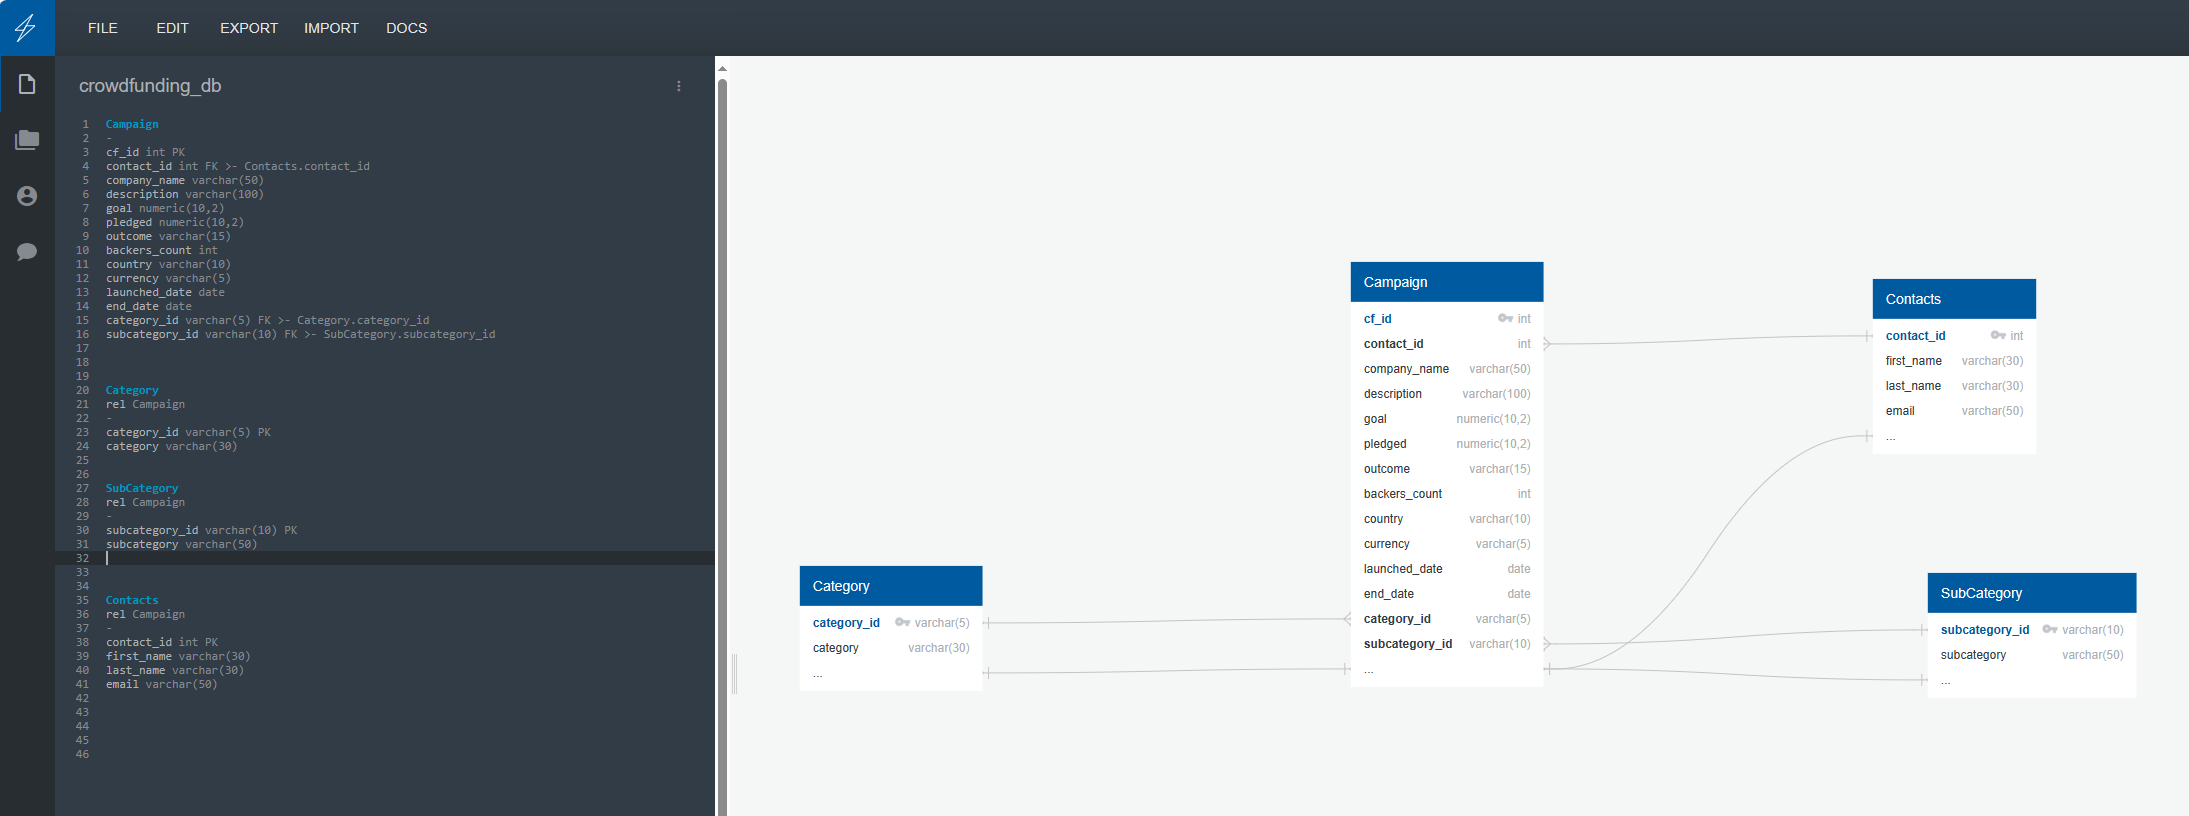 FILE EDIT EXPORT IMPORT DOCS
crowdfunding_db
1 Campaign
2 -
3 cf_id int PK
4 contact_id int FK >- Contacts.contact_id
5 company_name varchar(50)
6 description varchar(100)
7 goal numeric(10,2)
8 pledged numeric(10,2)
9 outcome varchar(15)
10 backers_count int
11 country varchar(10)
12 currency varchar(5)
13 launched_date date
14 end_date date
15 category_id varchar(5) FK >- Category.category_id
16 subcategory_id varchar(10) FK >- SubCategory.subcategory_id
17
18
19
20 Category
21 rel Campaign
22 -
23 category_id varchar(5) PK
24 category varchar(30)
25
26
27 SubCategory
28 rel Campaign
29 -
30 subcategory_id varchar(10) PK
31 subcategory varchar(50)
32
33
34
35 Contacts
36 rel Campaign
37 -
38 contact_id int PK
39 first_name varchar(30)
40 last_name varchar(30)
41 email varchar(50)
42
43
44
45
46
Category
category_id varchar(5)
category varchar(30)
...
Campaign
cf_id int
contact_id int
company_name varchar(50)
description varchar(100)
goal numeric(10,2)
pledged numeric(10,2)
outcome varchar(15)
backers_count int
country varchar(10)
currency varchar(5)
launched_date date
end_date date
category_id varchar(5)
subcategory_id varchar(10)
...
Contacts
contact_id int
first_name varchar(30)
last_name varchar(30)
email varchar(50)
...
SubCategory
subcategory_id varchar(10)
subcategory varchar(50)
...